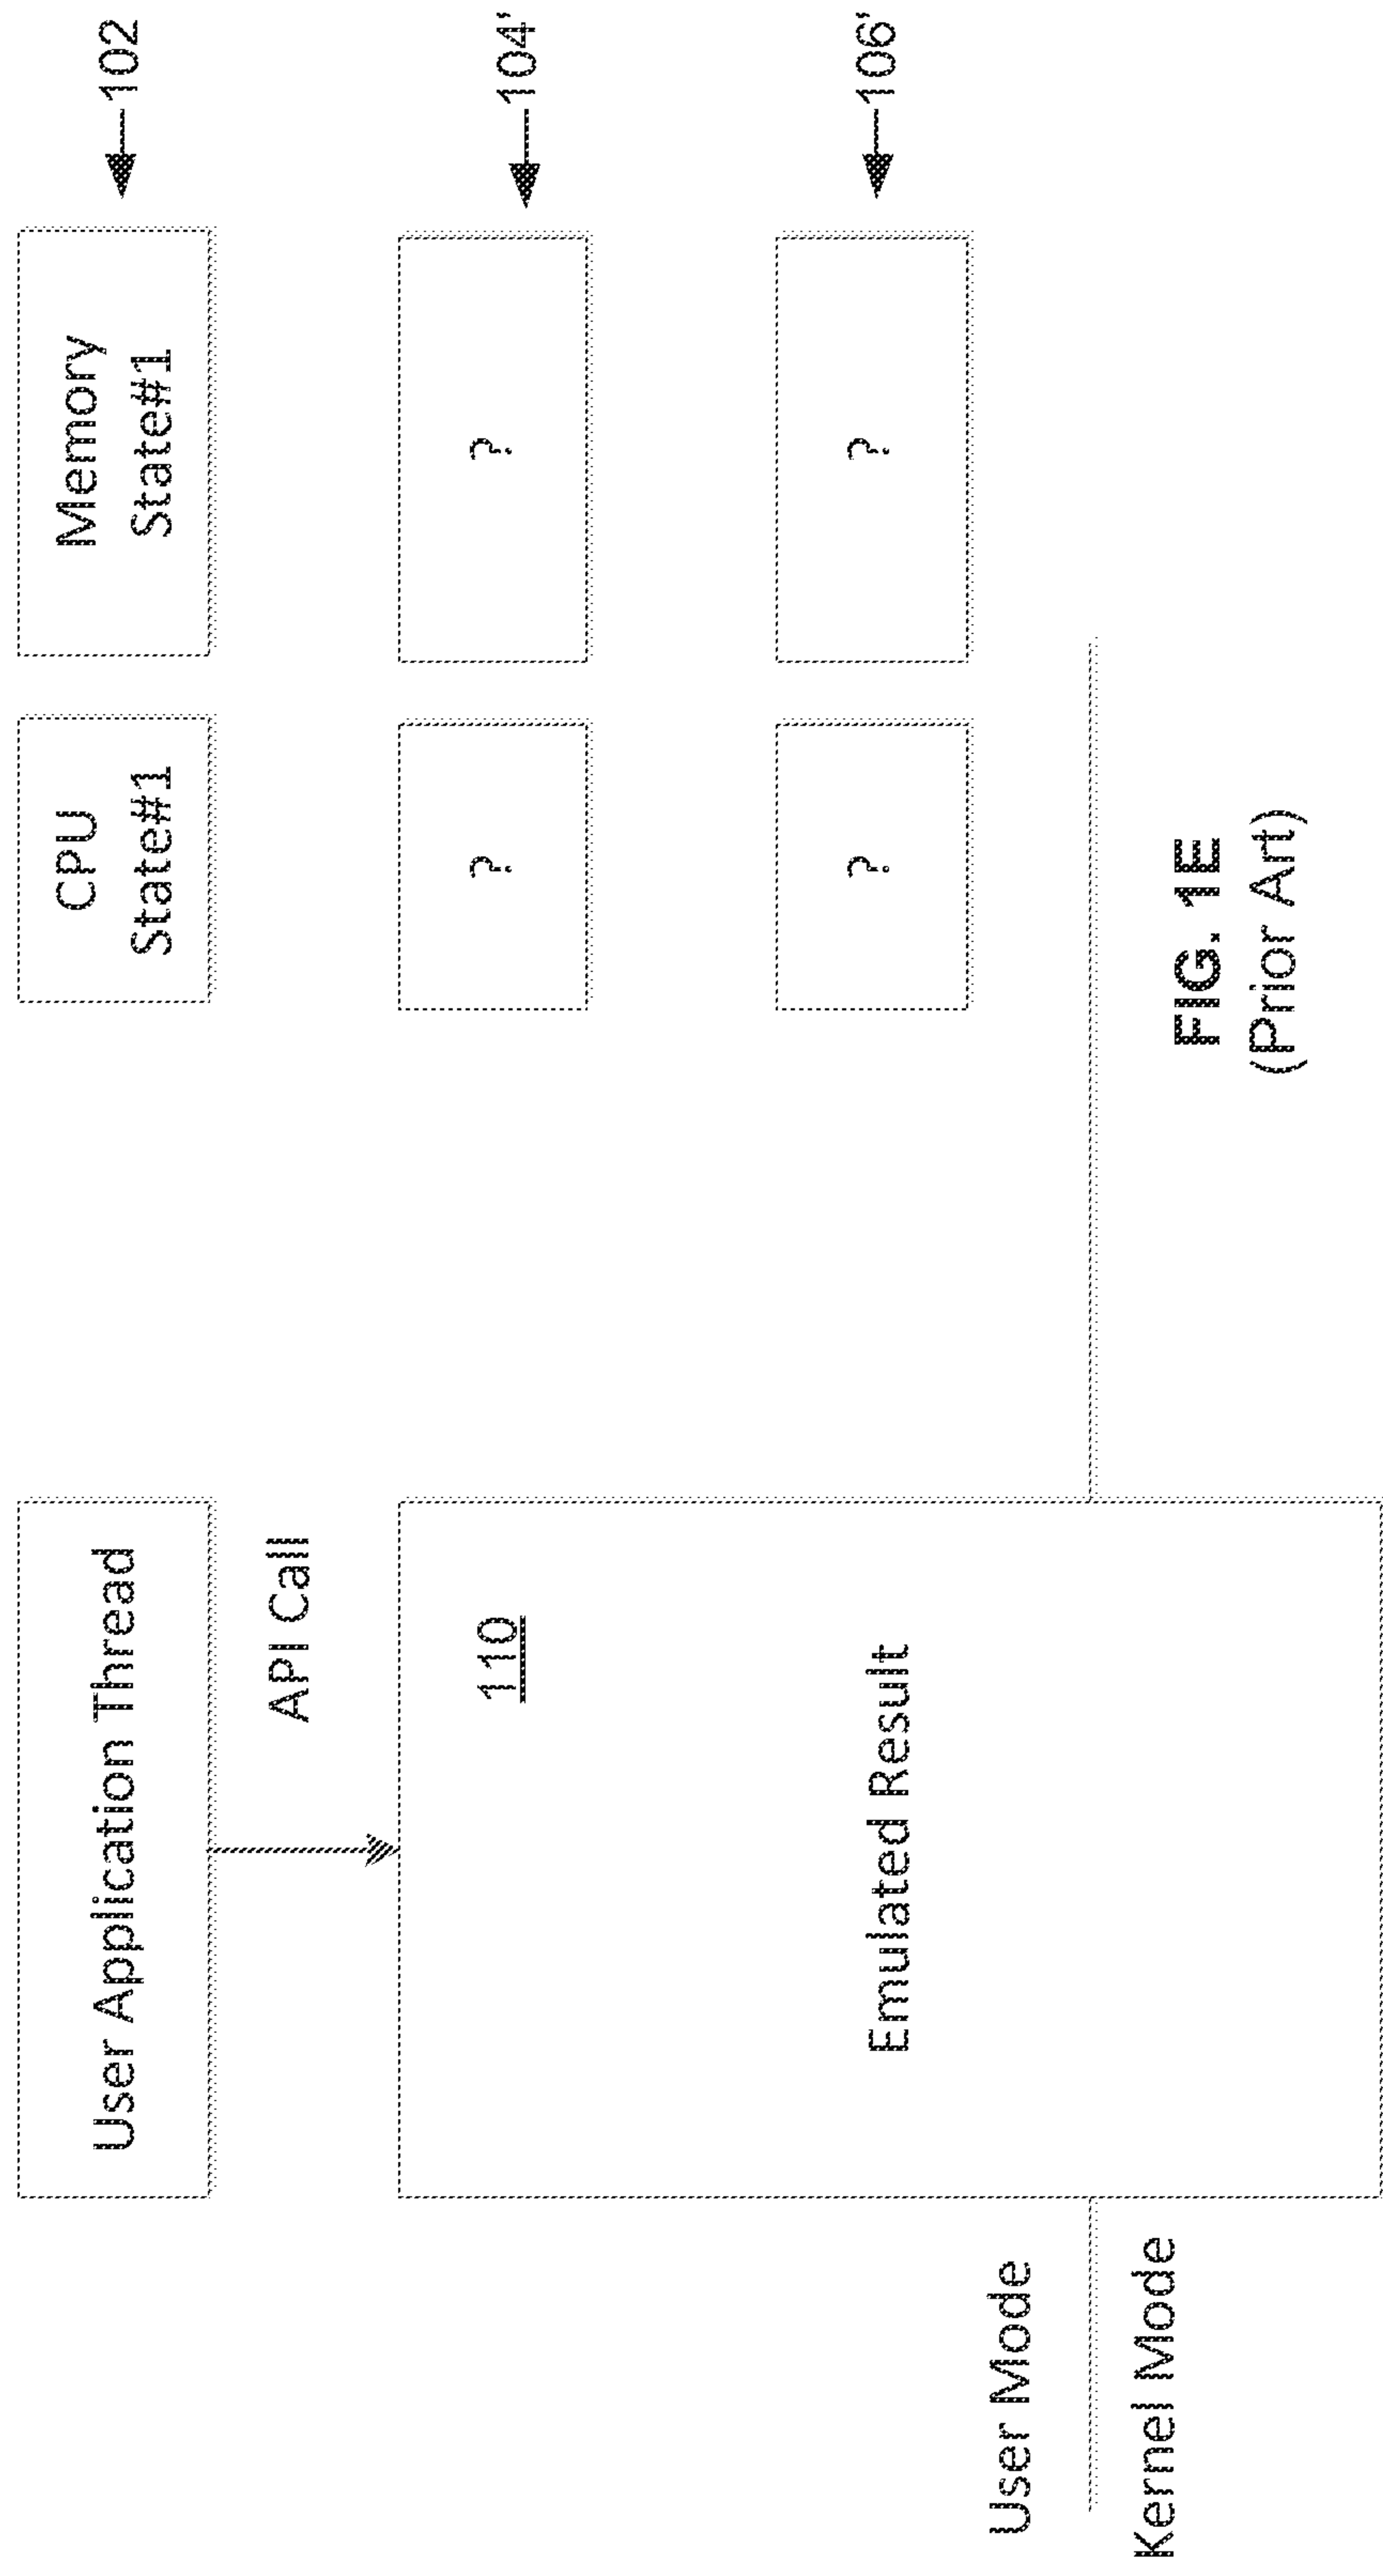 User Application Thread
CPU
State#1
Memory
State#1
102
API Call
110
?
?
104'
Emulated Result
?
?
106'
User Mode
Kernel Mode
FIG. 1E
(Prior Art)